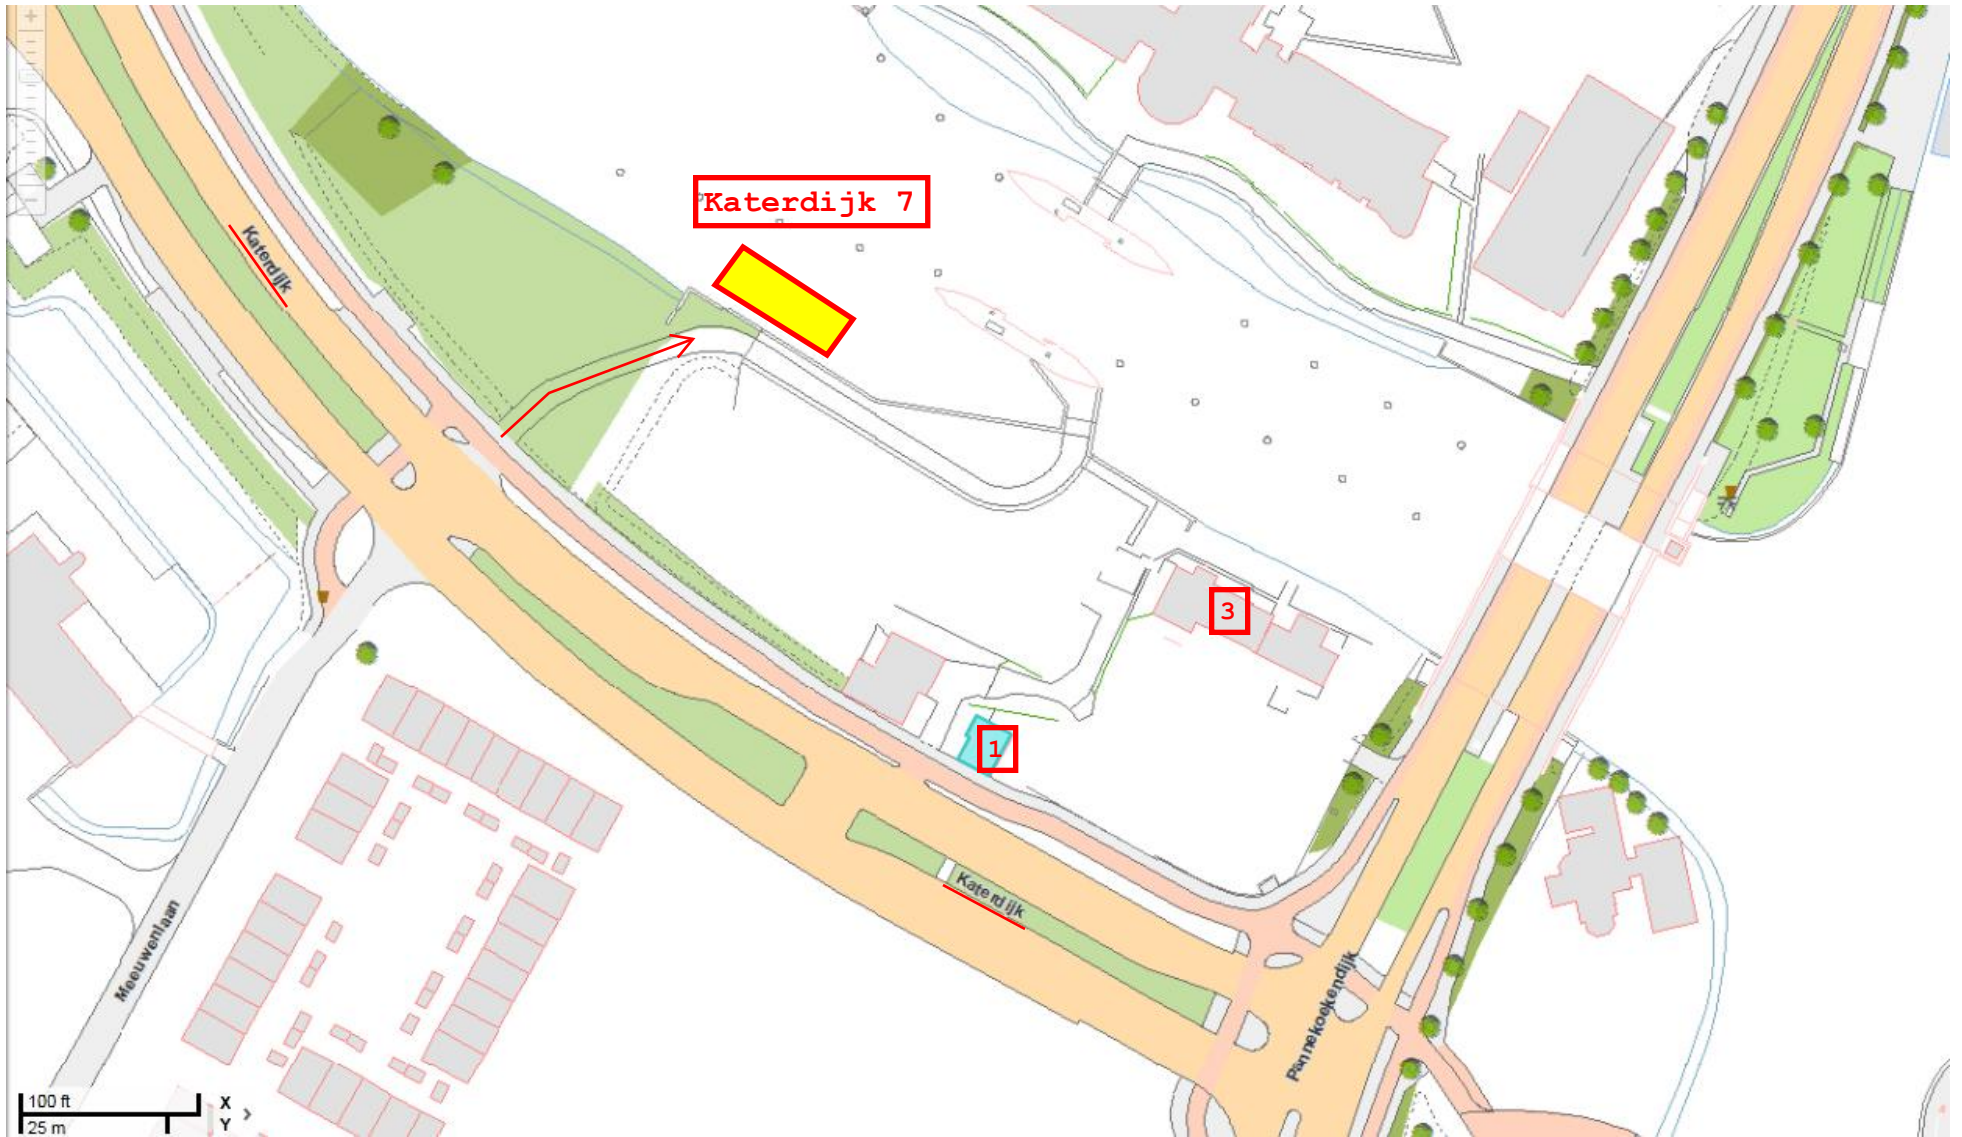 Katerdijk 7
Katerdijk
3
1
Katerdijk
Meeuwenlaan
Pannekoekendijk
100 ft
25 m
X
Y